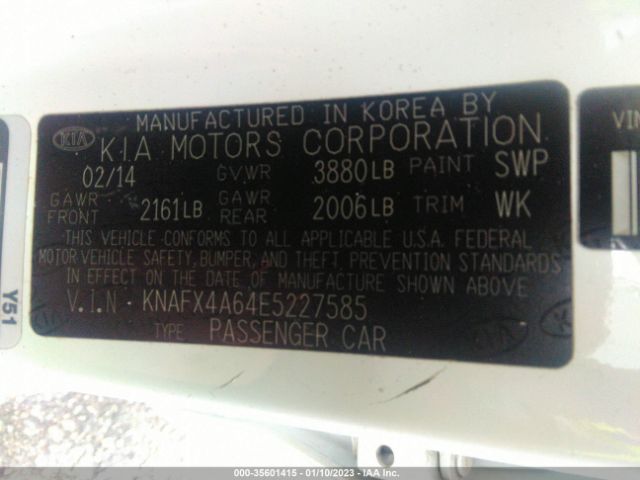 MANUFACTURED IN KOREA BY
KIA KIA MOTORS CORPORATION
02/14 GVWR 3880LB PAINT SWP
GAWR FRONT 2161LB GAWR REAR 2006LB TRIM WK
THIS VEHICLE CONFORMS TO ALL APPLICABLE U.S.A. FEDERAL
MOTOR VEHICLE SAFETY, BUMPER, AND THEFT PREVENTION STANDARDS
IN EFFECT ON THE DATE OF MANUFACTURE SHOWN ABOVE
V.I.N : KNAFX4A64E5227585
TYPE : PASSENGER CAR
KIA
Y51
VIN
000-35601415 - 01/10/2023 - IAA Inc.